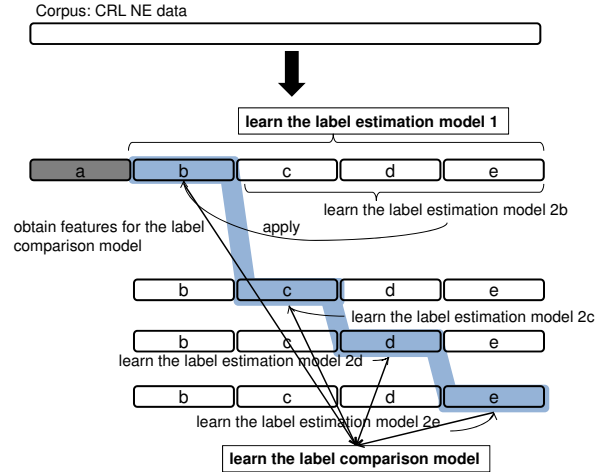 Corpus: CRL NE data
learn the label estimation model 1
a b c d e
learn the label estimation model 2b
obtain features for the label
comparison model
apply
b c d e
learn the label estimation model 2c
b c d e
learn the label estimation model 2d
b c d e
learn the label estimation model 2e
learn the label comparison model